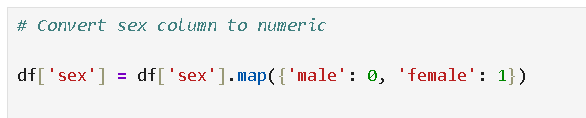 # Convert sex column to numeric
df['sex'] = df['sex'].map({'male': 0, 'female': 1})